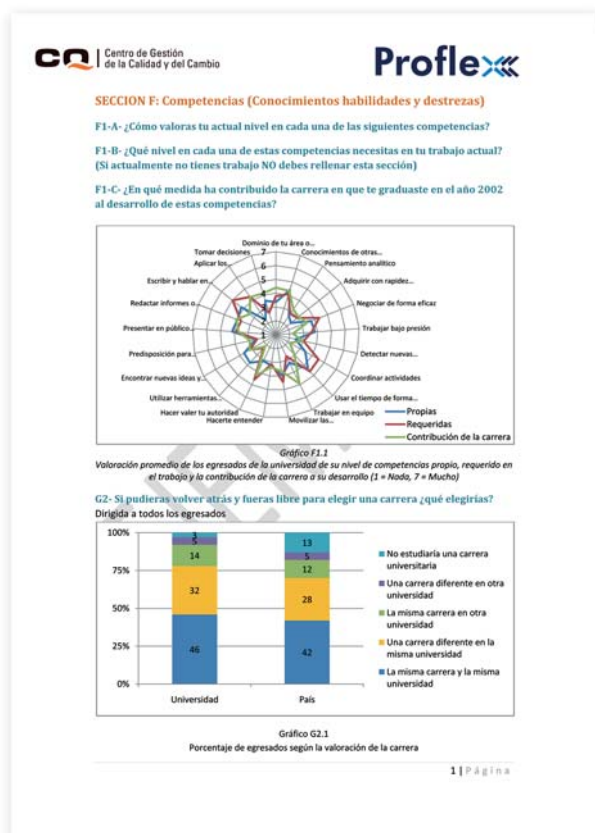 CQ | Centro de Gestión
de la Calidad y del Cambio
Proflex
SECCION F: Competencias (Conocimientos habilidades y destrezas)
F1-A- ¿Cómo valoras tu actual nivel en cada una de las siguientes competencias?
F1-B- ¿Qué nivel en cada una de estas competencias necesitas en tu trabajo actual?
(Si actualmente no tienes trabajo NO debes rellenar esta sección)
F1-C- ¿En qué medida ha contribuido la carrera en que te graduaste en el año 2002
al desarrollo de estas competencias?
Dominio de tu área o...
Conocimientos de otras...
Pensamiento analítico
Adquirir con rapidez...
Negociar de forma eficaz
Trabajar bajo presión
Detectar nuevas...
Coordinar actividades
Usar el tiempo de forma...
Trabajar en equipo
Movilizar las...
Hacerte entender
Hacer valer tu autoridad
Utilizar herramientas...
Encontrar nuevas ideas y...
Predisposición para...
Presentar en público...
Redactar informes o...
Escribir y hablar en...
Aplicar los...
Tomar decisiones
7
6
5
4
3
2
1
Propias
Requeridas
Contribución de la carrera
Gráfico F1.1
Valoración promedio de los egresados de la universidad de su nivel de competencias propio, requerido en
el trabajo y la contribución de la carrera a su desarrollo (1 = Nada, 7 = Mucho)
G2- Si pudieras volver atrás y fueras libre para elegir una carrera ¿qué elegirías?
Dirigida a todos los egresados
100%
75%
50%
25%
0%
3
5
14
32
46
13
5
12
28
42
Universidad
País
No estudiaría una carrera
universitaria
Una carrera diferente en otra
universidad
La misma carrera en otra
universidad
Una carrera diferente en la
misma universidad
La misma carrera y la misma
universidad
Gráfico G2.1
Porcentaje de egresados según la valoración de la carrera
1 | Página